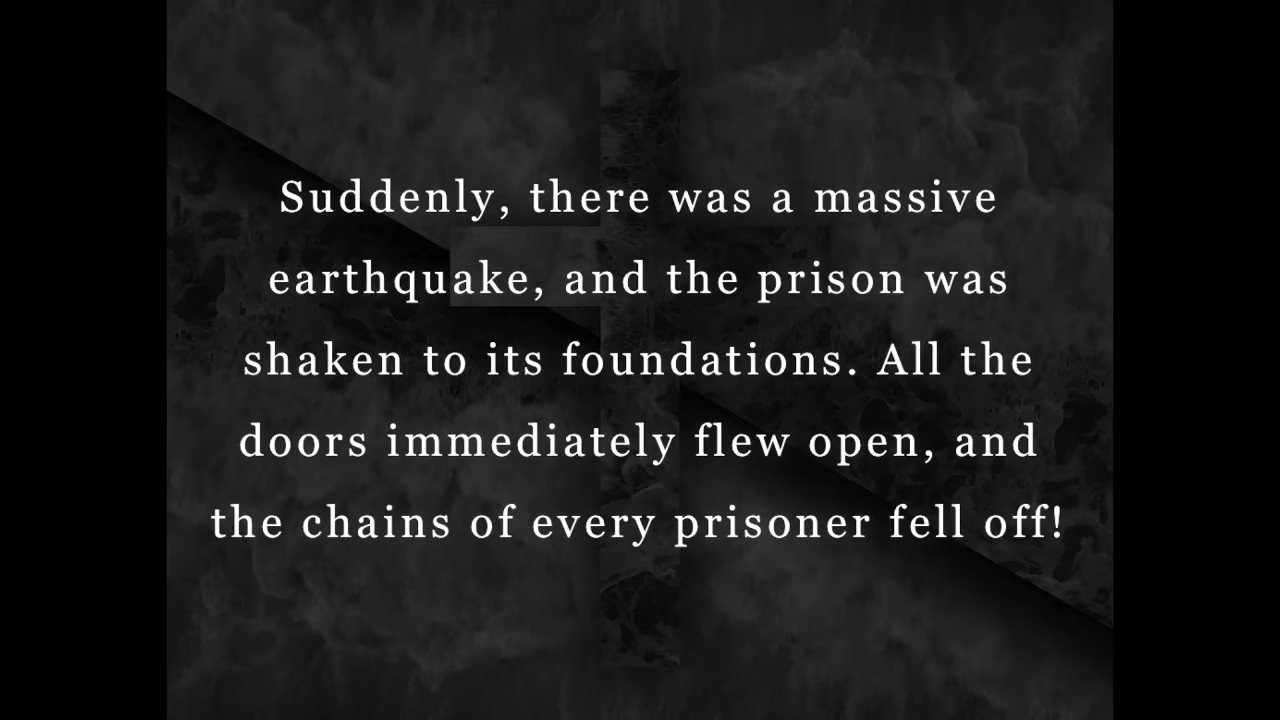 Suddenly, there was a massive
earthquake, and the prison was
shaken to its foundations. All the
doors immediately flew open, and
the chains of every prisoner fell off!